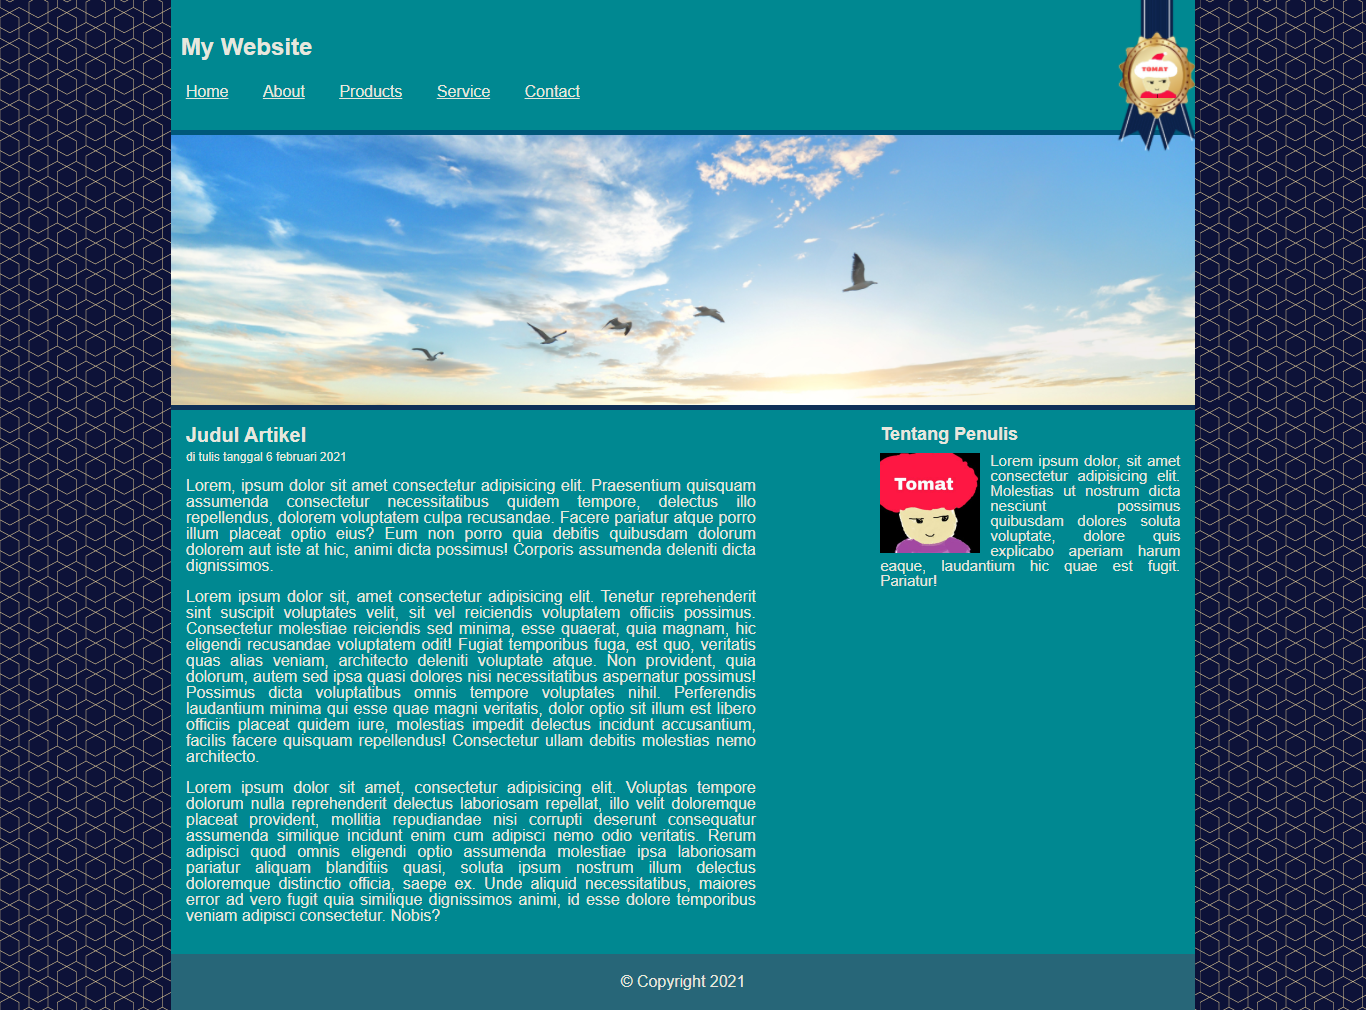 My Website
TOMAT
Home About Products Service Contact
Judul Artikel
di tulis tanggal 6 februari 2021
Lorem, ipsum dolor sit amet consectetur adipisicing elit. Praesentium quisquam
assumenda consectetur necessitatibus quidem tempore, delectus illo
repellendus, dolorem voluptatem culpa recusandae. Facere pariatur atque porro
illum placeat optio eius? Eum non porro quia debitis quibusdam dolorum
dolorem aut iste at hic, animi dicta possimus! Corporis assumenda deleniti dicta
dignissimos.
Lorem ipsum dolor sit, amet consectetur adipisicing elit. Tenetur reprehenderit
sint suscipit voluptates velit, sit vel reiciendis voluptatem officiis possimus.
Consectetur molestiae reiciendis sed minima, esse quaerat, quia magnam, hic
eligendi recusandae voluptatem odit! Fugiat temporibus fuga, est quo, veritatis
quas alias veniam, architecto deleniti voluptate atque. Non provident, quia
dolorum, autem sed ipsa quasi dolores nisi necessitatibus aspernatur possimus!
Possimus dicta voluptatibus omnis tempore voluptates nihil. Perferendis
laudantium minima qui esse quae magni veritatis, dolor optio sit illum est libero
officiis placeat quidem iure, molestias impedit delectus incidunt accusantium,
facilis facere quisquam repellendus! Consectetur ullam debitis molestias nemo
architecto.
Lorem ipsum dolor sit amet, consectetur adipisicing elit. Voluptas tempore
dolorum nulla reprehenderit delectus laboriosam repellat, illo velit doloremque
placeat provident, mollitia repudiandae nisi corrupti deserunt consequatur
assumenda similique incidunt enim cum adipisci nemo odio veritatis. Rerum
adipisci quod omnis eligendi optio assumenda molestiae ipsa laboriosam
pariatur aliquam blanditiis quasi, soluta ipsum nostrum illum delectus
doloremque distinctio officia, saepe ex. Unde aliquid necessitatibus, maiores
error ad vero fugit quia similique dignissimos animi, id esse dolore temporibus
veniam adipisci consectetur. Nobis?
Tentang Penulis
Tomat
Lorem ipsum dolor, sit amet
consectetur adipisicing elit.
Molestias ut nostrum dicta
nesciunt possimus
quibusdam dolores soluta
voluptate, dolore quis
explicabo aperiam harum
eaque, laudantium hic quae est fugit.
Pariatur!
© Copyright 2021